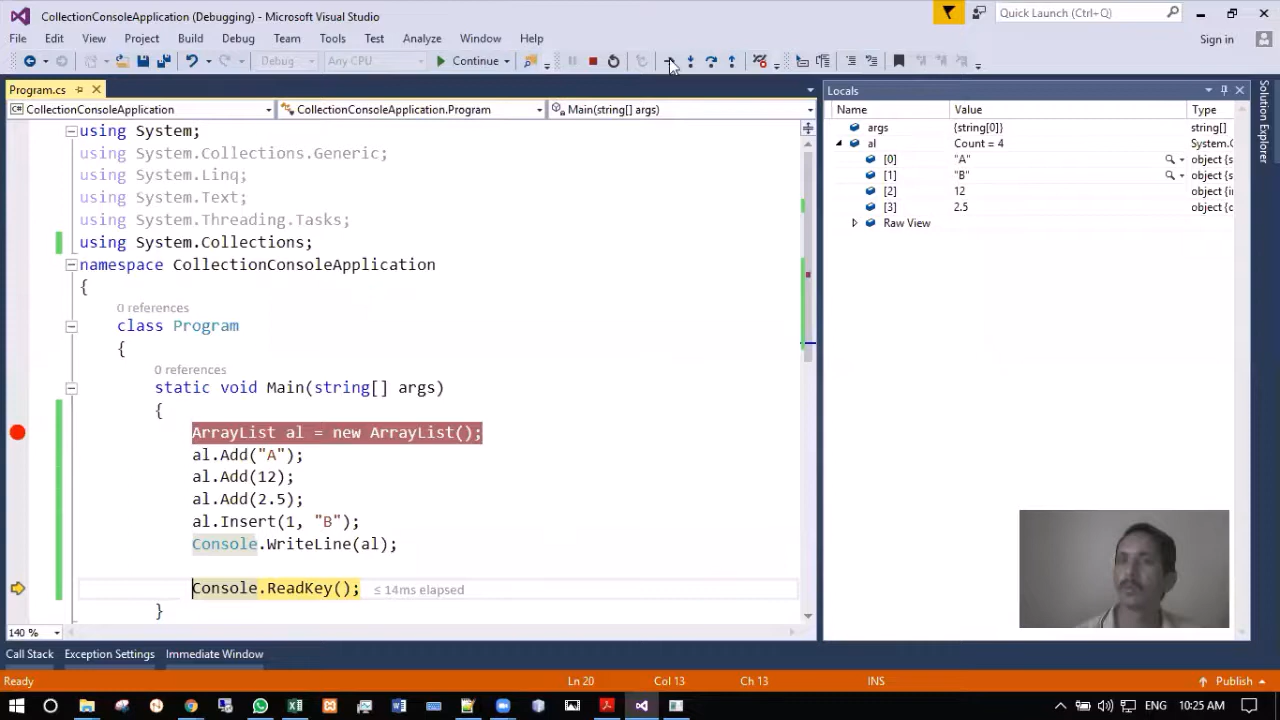 CollectionConsoleApplication (Debugging) - Microsoft Visual Studio
Quick Launch (Ctrl+Q)
File Edit View Project Build Debug Team Tools Test Analyze Window Help
Sign in
Debug Any CPU Continue
Program.cs
Locals
CollectionConsoleApplication CollectionConsoleApplication.Program Main(string[] args)
Name Value Type
args {string[0]} string[]
al Count = 4 System.C
[0] "A" object {s
[1] "B" object {s
[2] 12 object {in
[3] 2.5 object {c
Raw View
Solution Explorer
using System;
using System.Collections.Generic;
using System.Linq;
using System.Text;
using System.Threading.Tasks;
using System.Collections;
namespace CollectionConsoleApplication
{
0 references
class Program
{
0 references
static void Main(string[] args)
{
ArrayList al = new ArrayList();
al.Add("A");
al.Add(12);
al.Add(2.5);
al.Insert(1, "B");
Console.WriteLine(al);
Console.ReadKey(); ≤ 14ms elapsed
}
140 %
Call Stack Exception Settings Immediate Window
Ready Ln 20 Col 13 Ch 13 INS Publish
ENG 10:25 AM